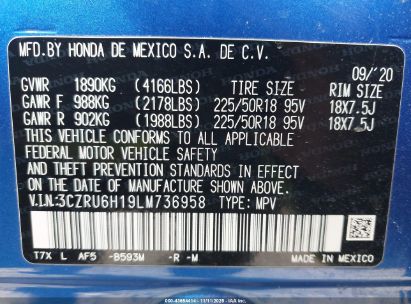 MFD.BY HONDA DE MEXICO S.A. DE C.V.
09/'20
GVWR 1890KG (4166LBS) TIRE SIZE RIM SIZE
GAWR F 988KG (2178LBS) 225/50R18 95V 18X7.5J
GAWR R 902KG (1988LBS) 225/50R18 95V 18X7.5J
THIS VEHICLE CONFORMS TO ALL APPLICABLE
FEDERAL MOTOR VEHICLE SAFETY
AND THEFT PREVENTION STANDARDS IN EFFECT
ON THE DATE OF MANUFACTURE SHOWN ABOVE.
V.I.N:3CZRU6H19LM736958 TYPE: MPV
T7X L AF5 -B593M -R -M
MADE IN MEXICO